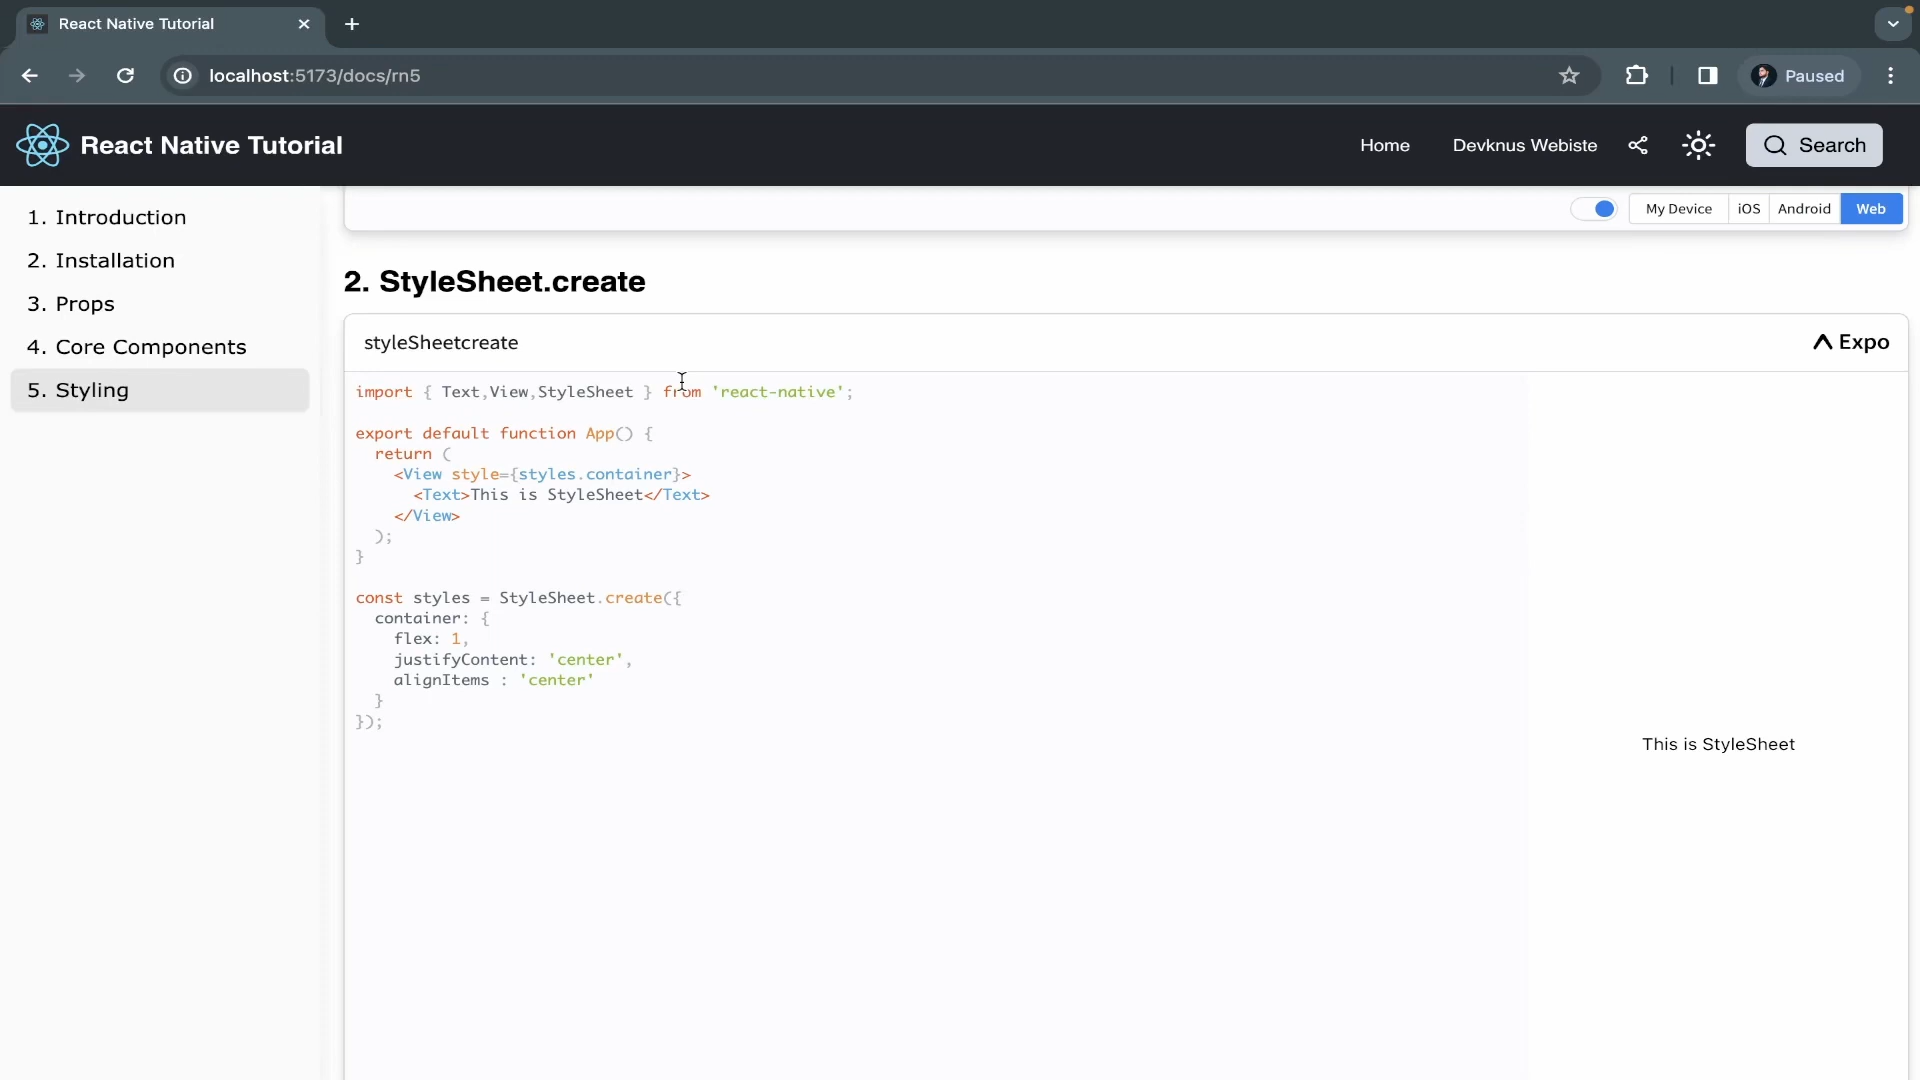 React Native Tutorial
localhost:5173/docs/rn5
Paused
React Native Tutorial
Home
Devknus Webiste
Search
1. Introduction
2. Installation
3. Props
4. Core Components
5. Styling
My Device
iOS
Android
Web
2. StyleSheet.create
styleSheetcreate
Expo
import { Text,View,StyleSheet } from 'react-native';
export default function App() {
return (
<View style={styles.container}>
<Text>This is StyleSheet</Text>
</View>
);
}
const styles = StyleSheet.create({
container: {
flex: 1,
justifyContent: 'center',
alignItems : 'center'
}
});
This is StyleSheet